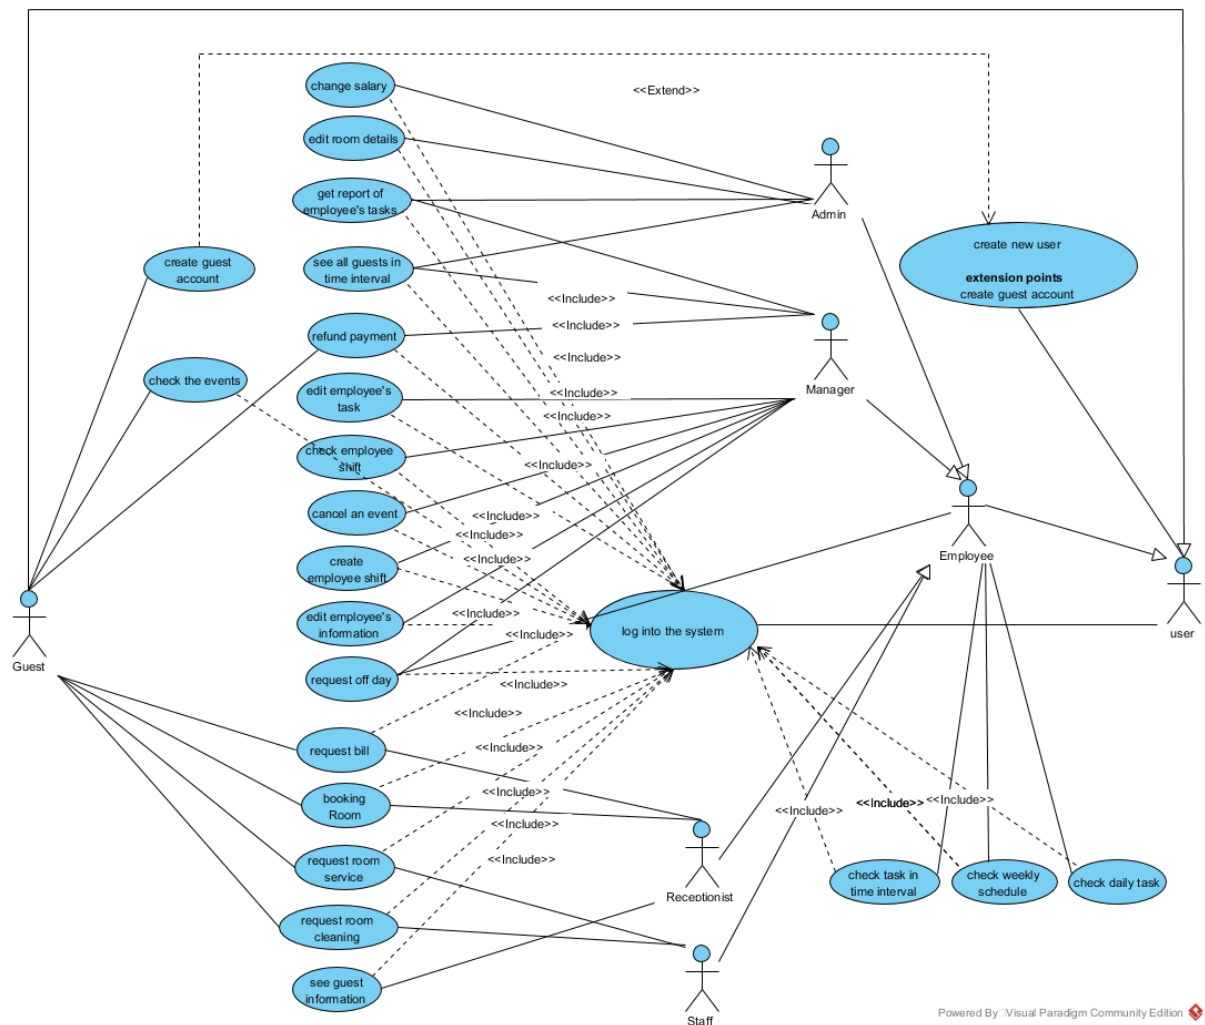 change salary
<<Extend>>
edit room details
Admin
get report of
employee's tasks
create new user
extension points
create guest account
create guest
account
see all guests in
time interval
<<Include>>
<<Include>>
refund payment
<<Include>>
check the events
Manager
edit employee's
task
<<Include>>
<<Include>>
check employee
shift
<<Include>>
cancel an event
<<Include>>
<<Include>>
<<Include>>
Employee
create
employee shift
edit employee's
information
<<Include>>
<<Include>>
log into the system
user
Guest
request off day
<<Include>>
<<Include>>
request bill
<<Include>>
booking
Room
<<Include>>
<<Include>>
<<Include>>
<<Include>>
<<Include>>
<<Include>>
request room
service
check task in
time interval
check weekly
schedule
check daily task
Receptionist
request room
cleaning
see guest
information
Staff
Powered By Visual Paradigm Community Edition